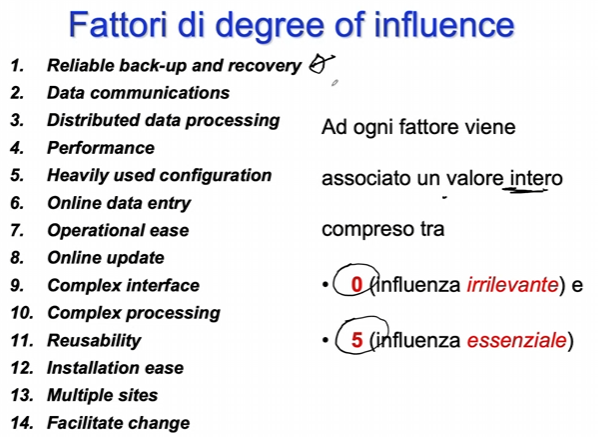 Fattori di degree of influence
1. Reliable back-up and recovery
2. Data communications
3. Distributed data processing
4. Performance
5. Heavily used configuration
6. Online data entry
7. Operational ease
8. Online update
9. Complex interface
10. Complex processing
11. Reusability
12. Installation ease
13. Multiple sites
14. Facilitate change
Ad ogni fattore viene
associato un valore intero
compreso tra
• 0 (influenza irrilevante) e
• 5 (influenza essenziale)